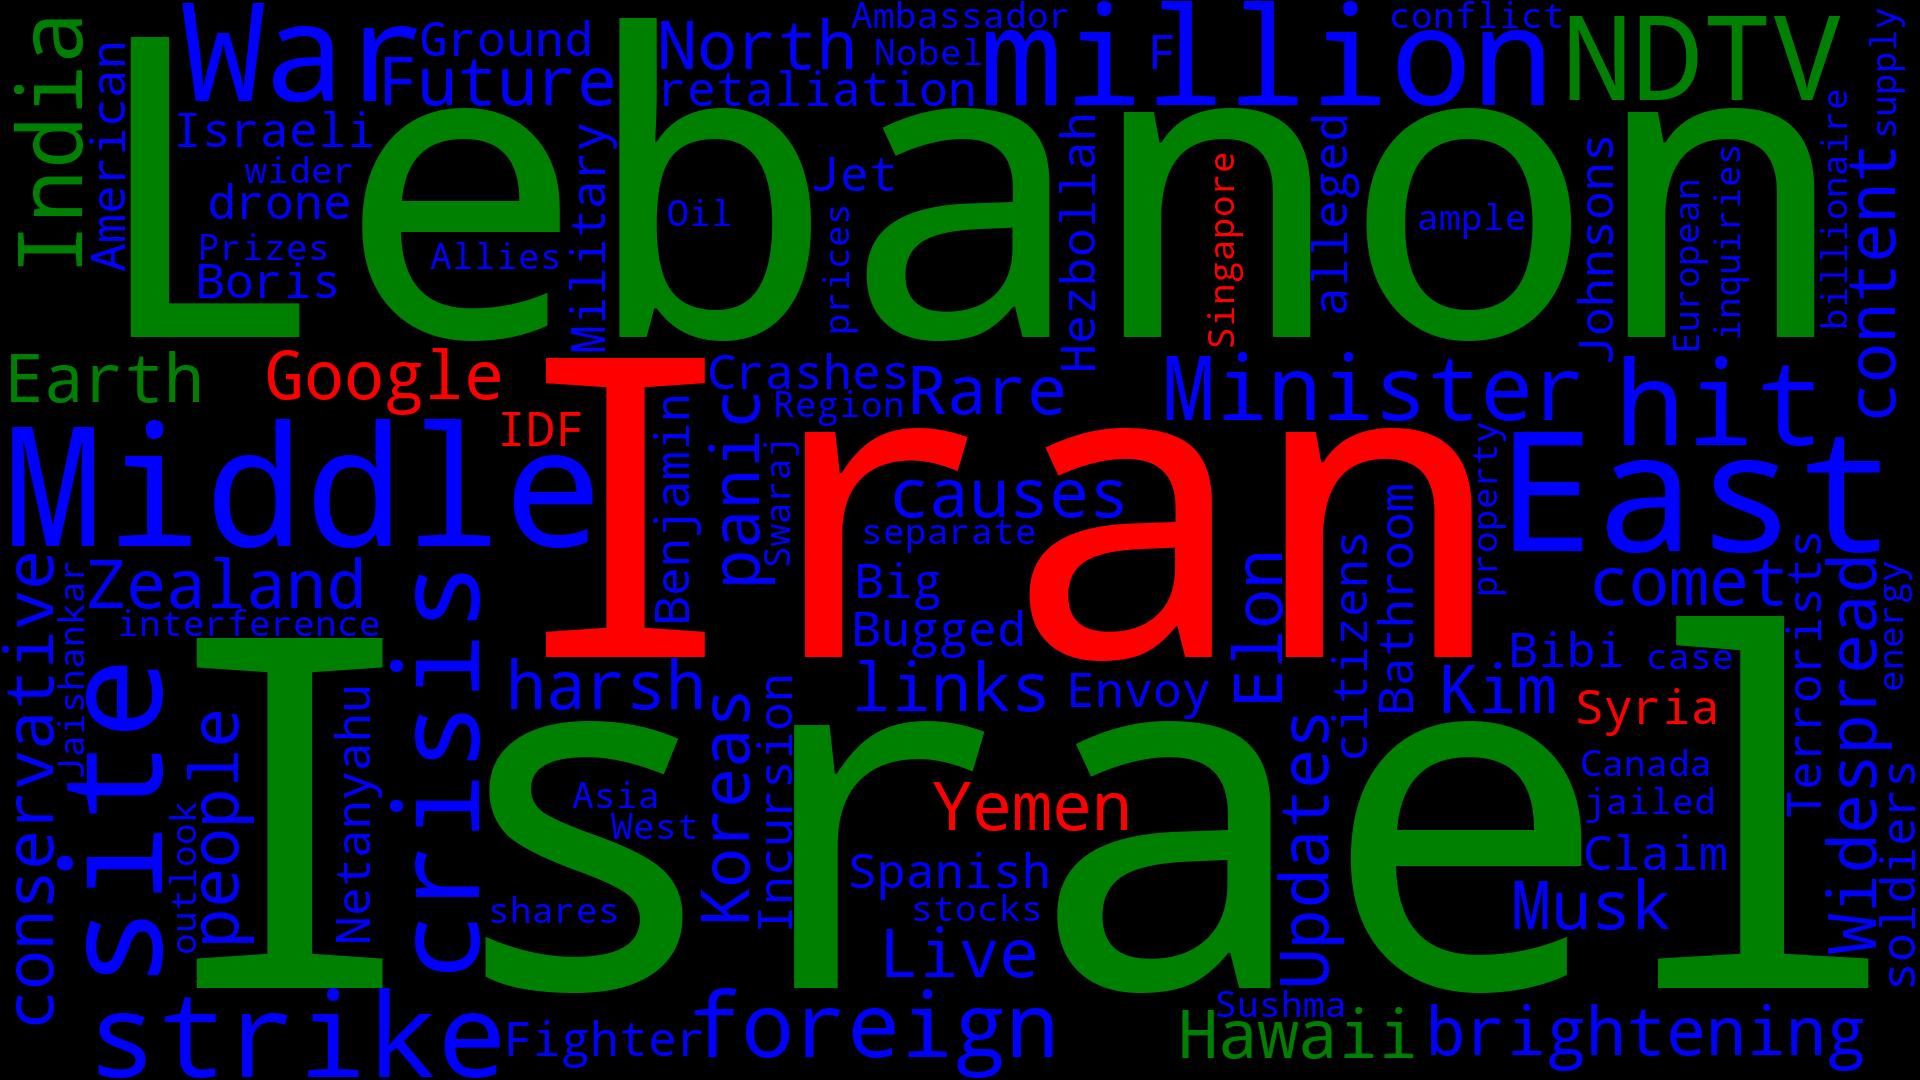 India
American
War
Ground
Future
North
Ambassador
Nobel
retaliation
million
F
conflict
NDTV
supply
Lebanon
Israeli
wider
drone
Prizes
Boris
Allies
Military
Oil
Jet
prices
Hezbollah
Singapore
alleged
ample
Johnsons
European
inquiries
billionaire
content
Earth
Google
IDF
Middle
Iran
Benjamin
Crashes
Region
Rare
panic
Swaraj
causes
separate
Big
Bugged
Minister
hit
property
East
Zealand
interference
conservative
Jaishankar
site
people
outlook
Netanyahu
crisis
harsh
links
Envoy
Elon
citizens
Bathroom
Kim
Bibi
case
comet
Terrorists
Widespread
energy
soldiers
Syria
Canada
jailed
Claim
Musk
Israel
Asia
West
shares
Koreas
Incursion
Yemen
Spanish
stocks
Live
Updates
strike
Fighter
foreign
Sushma
Hawaii
brightening